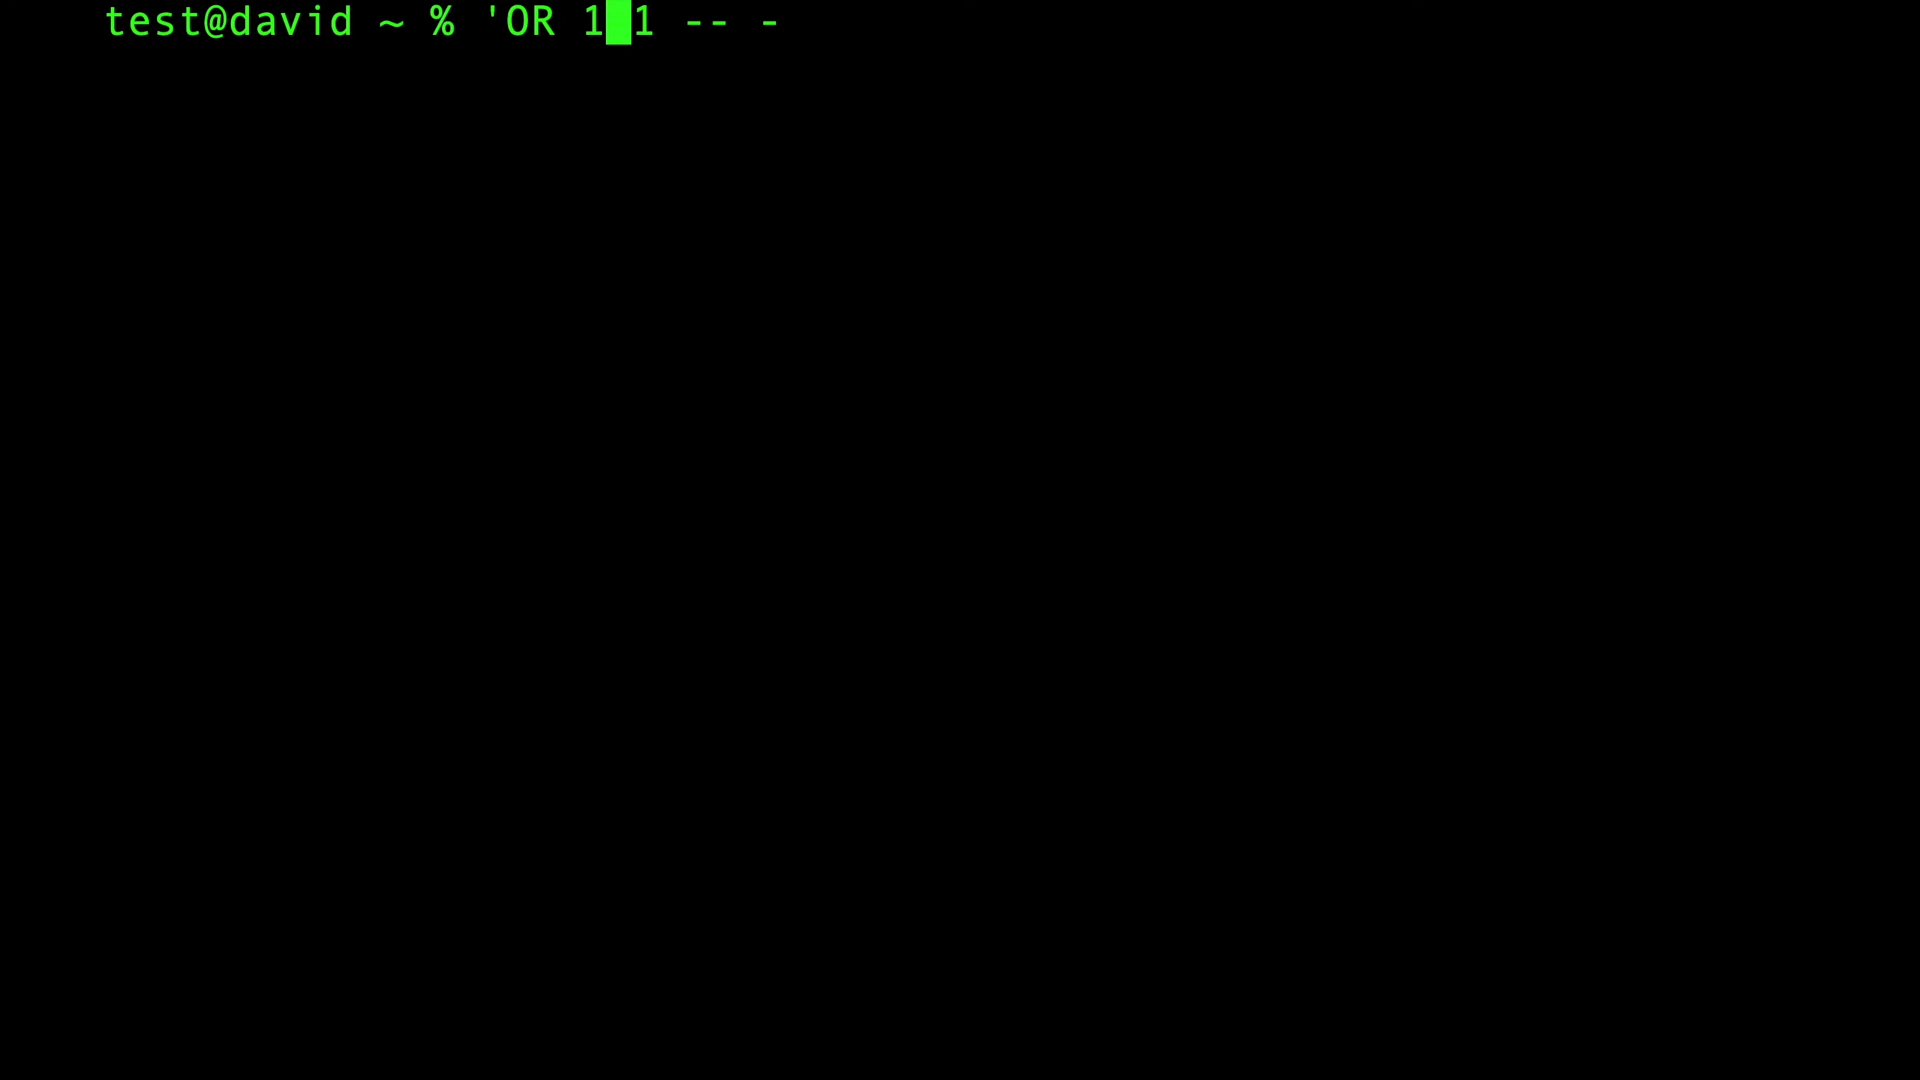 test@david ~ % 'OR 1 1 -- -